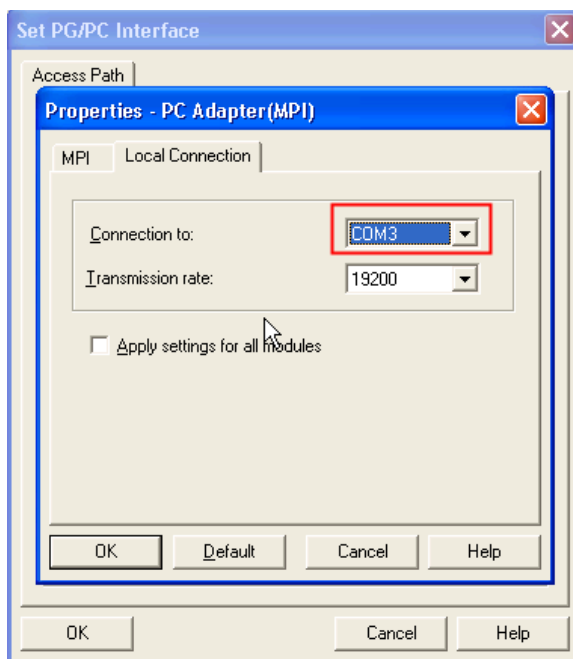 Set PG/PC Interface
Access Path
Properties - PC Adapter(MPI)
MPI Local Connection
Connection to: COM3
Transmission rate: 19200
Apply settings for all modules
OK Default Cancel Help
OK Cancel Help